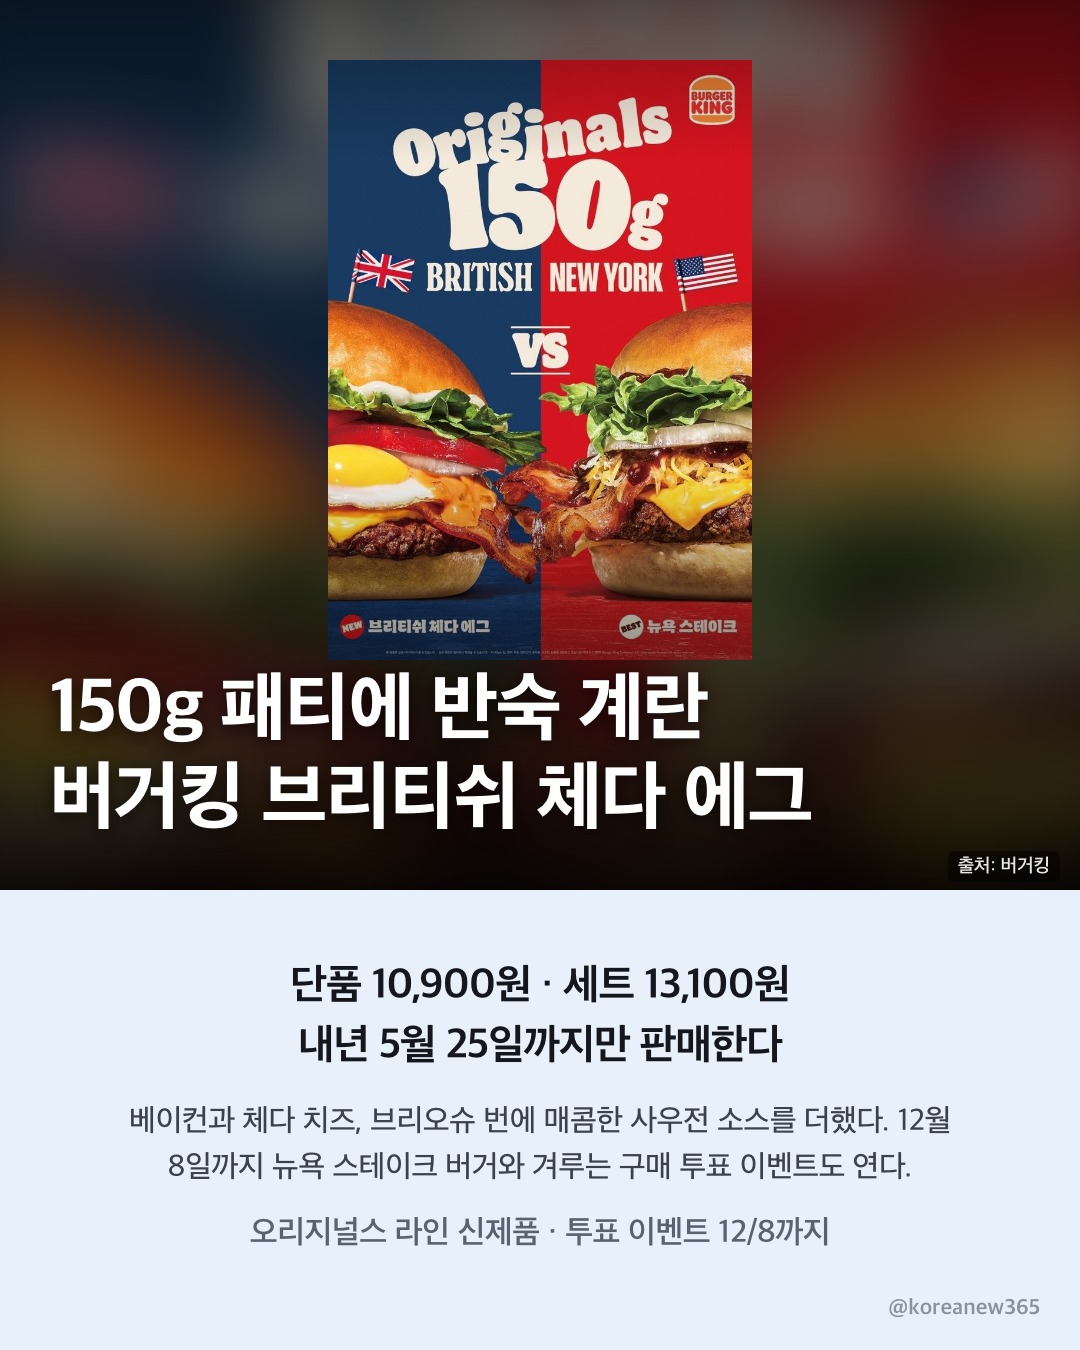 BURGER
KING
Originals
150g
BRITISH
NEW YORK
VS
NEW 브리티쉬 체다 에그
BEST 뉴욕 스테이크
150g 패티에 반숙 계란
버거킹 브리티쉬 체다 에그
출처: 버거킹
단품 10,900원 · 세트 13,100원
내년 5월 25일까지만 판매한다
베이컨과 체다 치즈, 브리오슈 번에 매콤한 사우전 소스를 더했다. 12월
8일까지 뉴욕 스테이크 버거와 겨루는 구매 투표 이벤트도 연다.
오리지널스 라인 신제품 · 투표 이벤트 12/8까지
@koreanew365